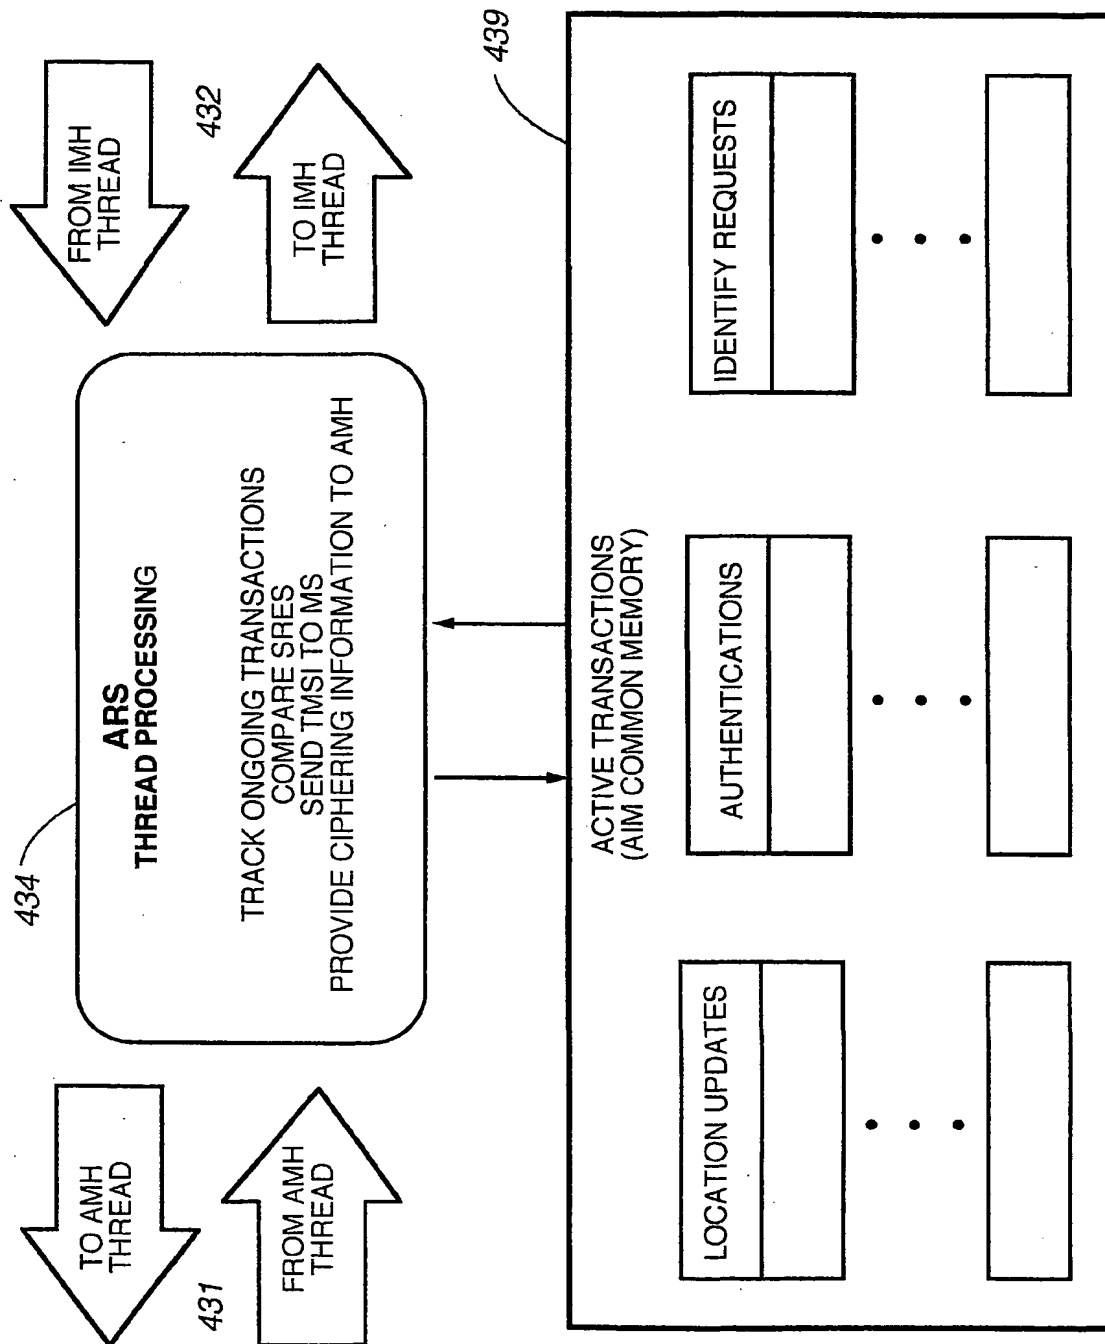 434
ARS
THREAD PROCESSING
TRACK ONGOING TRANSACTIONS
COMPARE SRES
SEND TMSI TO MS
PROVIDE CIPHERING INFORMATION TO AMH
TO AMH
THREAD
431
FROM AMH
THREAD
FROM IMH
THREAD
432
TO IMH
THREAD
439
ACTIVE TRANSACTIONS
(AIM COMMON MEMORY)
LOCATION UPDATES
AUTHENTICATIONS
IDENTIFY REQUESTS